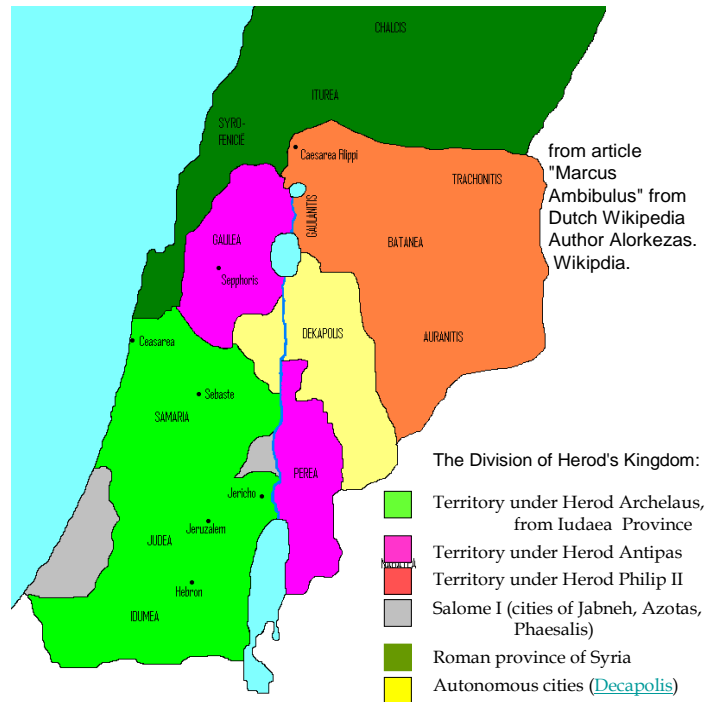 CHALCIS
ITUREA
SYRO-
FENICIË
Caesarea Filippi
TRACHONITIS
GAULANITIS
BATANEA
GALILEA
Sepphoris
DEKAPOLIS
AURANITIS
Ceasarea
Sebaste
SAMARIA
PEREA
Jericho
Jeruzalem
JUDEA
Hebron
IDUMEA
from article
"Marcus
Ambibulus" from
Dutch Wikipedia
Author Alorkezas.
Wikipdia.
The Division of Herod's Kingdom:
Territory under Herod Archelaus,
from Iudaea Province
Territory under Herod Antipas
Territory under Herod Philip II
Salome I (cities of Jabneh, Azotas,
Phaesalis)
Roman province of Syria
Autonomous cities (Decapolis)